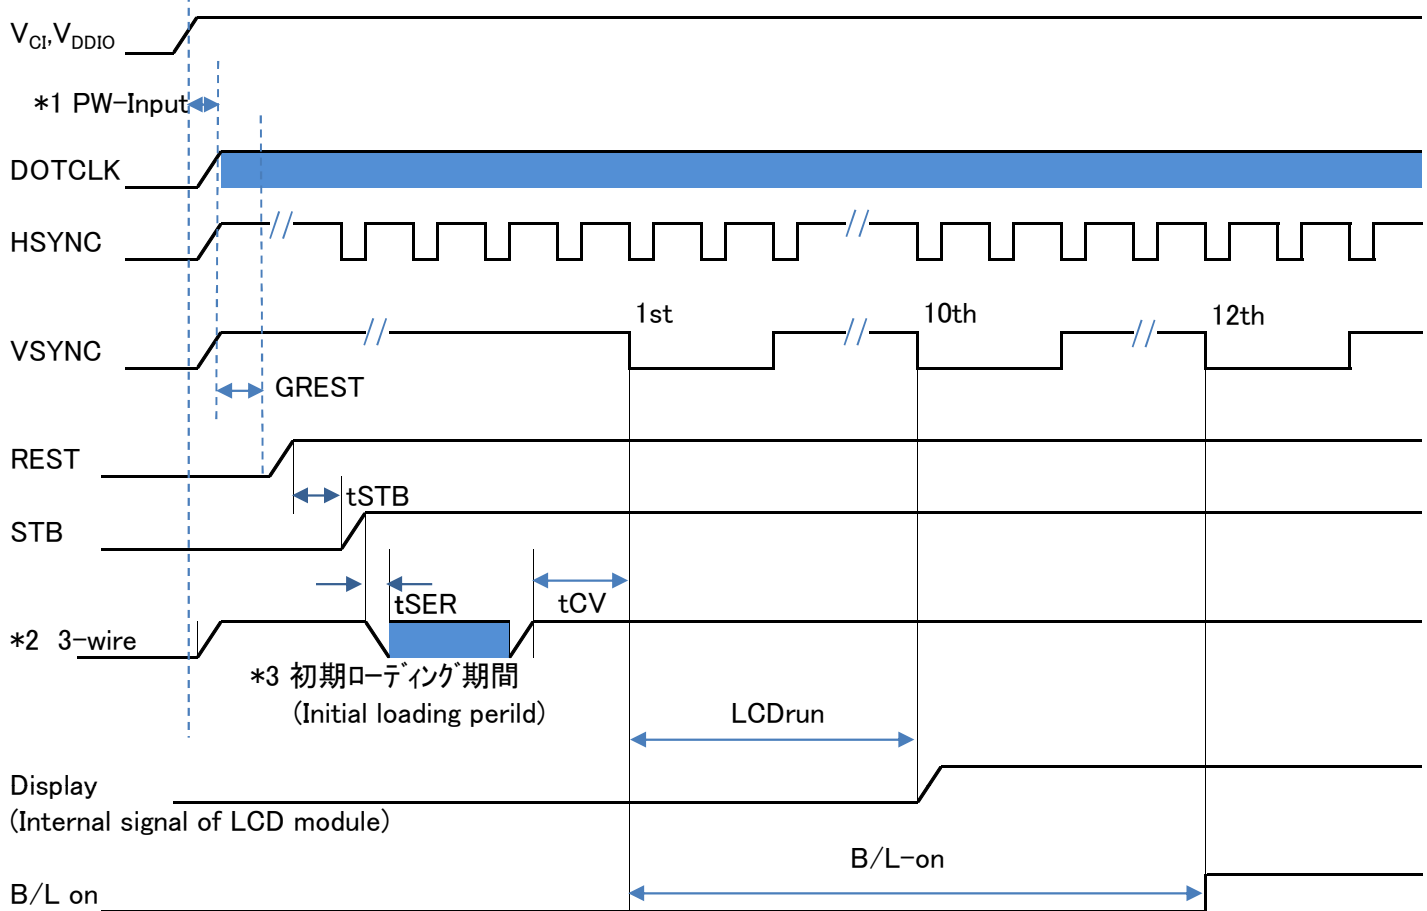 VCI,VDDIO
*1 PW-Input
DOTCLK
HSYNC
1st 10th 12th
VSYNC
GREST
REST
tSTB
STB
tSER tCV
*2 3-wire
*3 初期ﾛｰﾃﾞｨﾝｸﾞ期間
(Initial loading perild)
LCDrun
Display
(Internal signal of LCD module)
B/L-on
B/L on